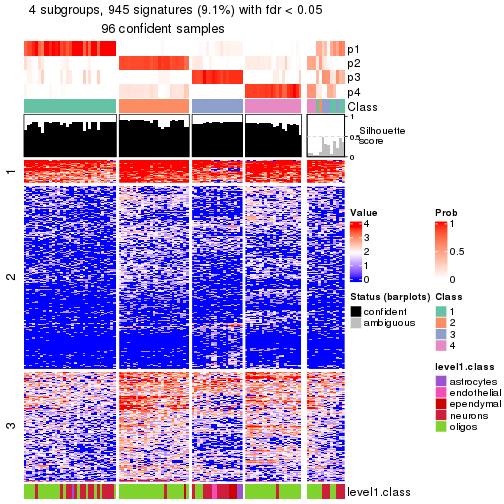 4 subgroups, 945 signatures (9.1%) with fdr < 0.05
96 confident samples
p1
p2
p3
p4
Class
1
0.5
0
Silhouette
score
1
2
3
level1.class
Value
4
3
2
1
0
Prob
1
0.5
0
Status (barplots)
confident
ambiguous
Class
1
2
3
4
level1.class
astrocytes
endothelial
ependymal
neurons
oligos